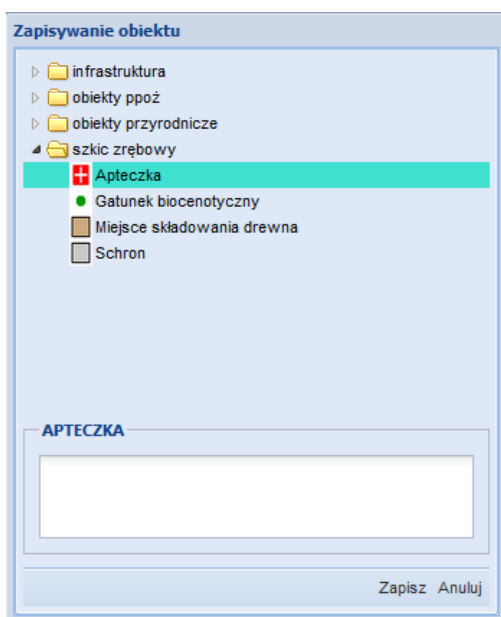 Zapisywanie obiektu
infrastruktura
obiekty ppoż
obiekty przyrodnicze
szkic zrębowy
Apteczka
Gatunek biocenotyczny
Miejsce składowania drewna
Schron
APTECZKA
Zapisz Anuluj